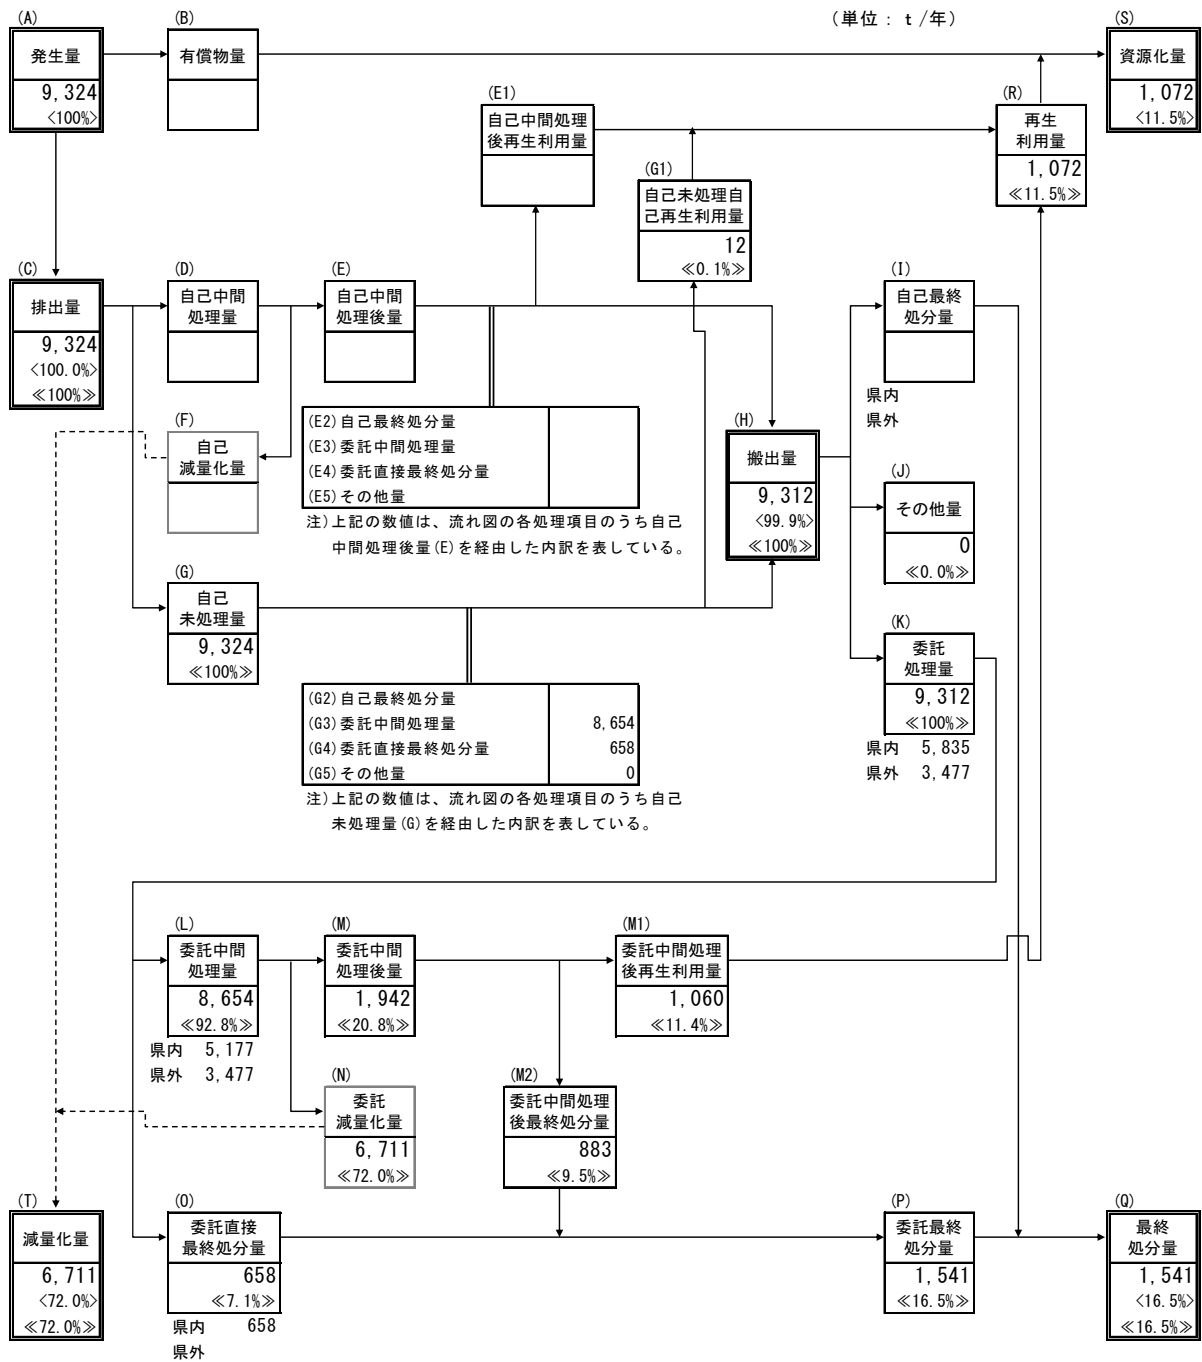 (A)
発生量
9,324
<100%>
(B)
有償物量
(単位：t/年)
(S)
資源化量
1,072
<11.5%>
(E1)
自己中間処理
後再生利用量
(G1)
自己未処理自
己再生利用量
12
≪0.1%≫
(R)
再生
利用量
1,072
≪11.5%≫
(C)
排出量
9,324
<100.0%>
≪100%≫
(D)
自己中間
処理量
(E)
自己中間
処理後量
(I)
自己最終
処分量
県内
県外
(F)
自己
減量化量
(E2)自己最終処分量
(E3)委託中間処理量
(E4)委託直接最終処分量
(E5)その他量
注)上記の数値は、流れ図の各処理項目のうち自己
中間処理後量(E)を経由した内訳を表している。
(H)
搬出量
9,312
<99.9%>
≪100%≫
(J)
その他量
0
≪0.0%≫
(G)
自己
未処理量
9,324
≪100%≫
(K)
委託
処理量
9,312
≪100%≫
県内 5,835
県外 3,477
(G2)自己最終処分量
(G3)委託中間処理量 8,654
(G4)委託直接最終処分量 658
(G5)その他量 0
注)上記の数値は、流れ図の各処理項目のうち自己
未処理量(G)を経由した内訳を表している。
(L)
委託中間
処理量
8,654
≪92.8%≫
県内 5,177
県外 3,477
(M)
委託中間
処理後量
1,942
≪20.8%≫
(M1)
委託中間処理
後再生利用量
1,060
≪11.4%≫
(N)
委託
減量化量
6,711
≪72.0%≫
(M2)
委託中間処理
後最終処分量
883
≪9.5%≫
(T)
減量化量
6,711
<72.0%>
≪72.0%≫
(O)
委託直接
最終処分量
658
≪7.1%≫
県内 658
県外
(P)
委託最終
処分量
1,541
≪16.5%≫
(Q)
最終
処分量
1,541
<16.5%>
≪16.5%≫